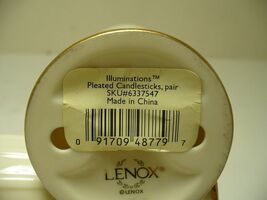 Illuminations™
Pleated Candlesticks, pair
SKU#6337547
Made in China
0 91709 48779 7
LENOX®
© LENOX